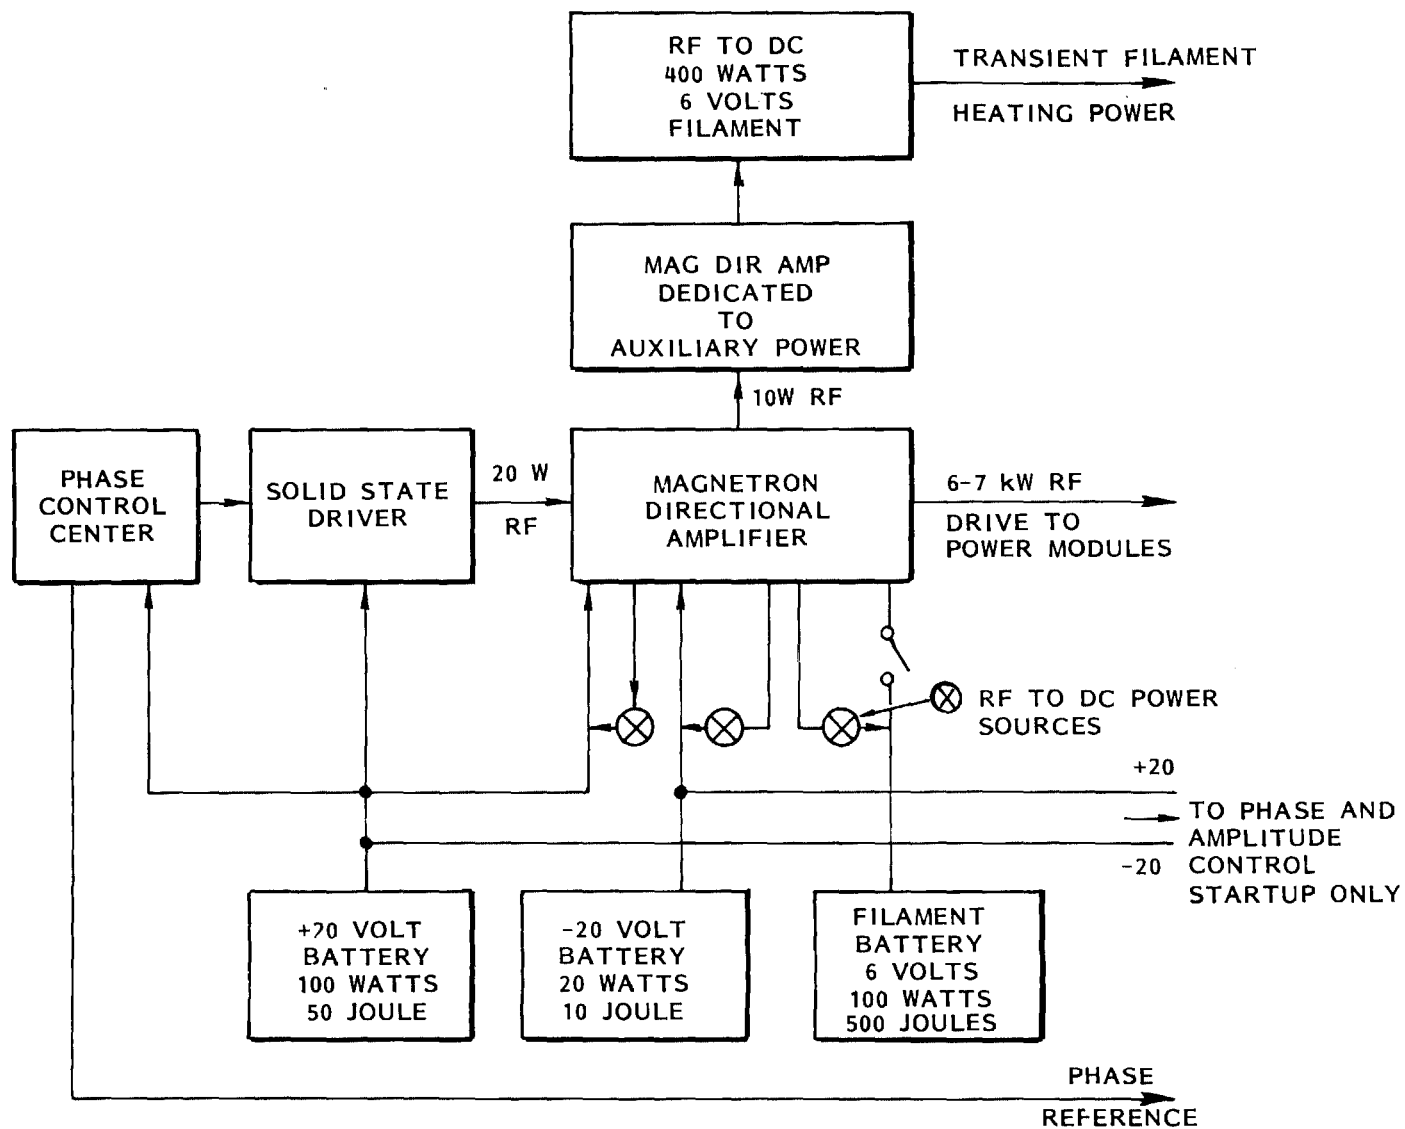 RF TO DC
400 WATTS
6 VOLTS
FILAMENT
TRANSIENT FILAMENT
HEATING POWER
MAG DIR AMP
DEDICATED
TO
AUXILIARY POWER
10W RF
PHASE
CONTROL
CENTER
SOLID STATE
DRIVER
20 W
RF
MAGNETRON
DIRECTIONAL
AMPLIFIER
6-7 kW RF
DRIVE TO
POWER MODULES
RF TO DC POWER
SOURCES
+20
TO PHASE AND
AMPLITUDE
-20 CONTROL
STARTUP ONLY
+20 VOLT
BATTERY
100 WATTS
50 JOULE
-20 VOLT
BATTERY
20 WATTS
10 JOULE
FILAMENT
BATTERY
6 VOLTS
100 WATTS
500 JOULES
PHASE
REFERENCE